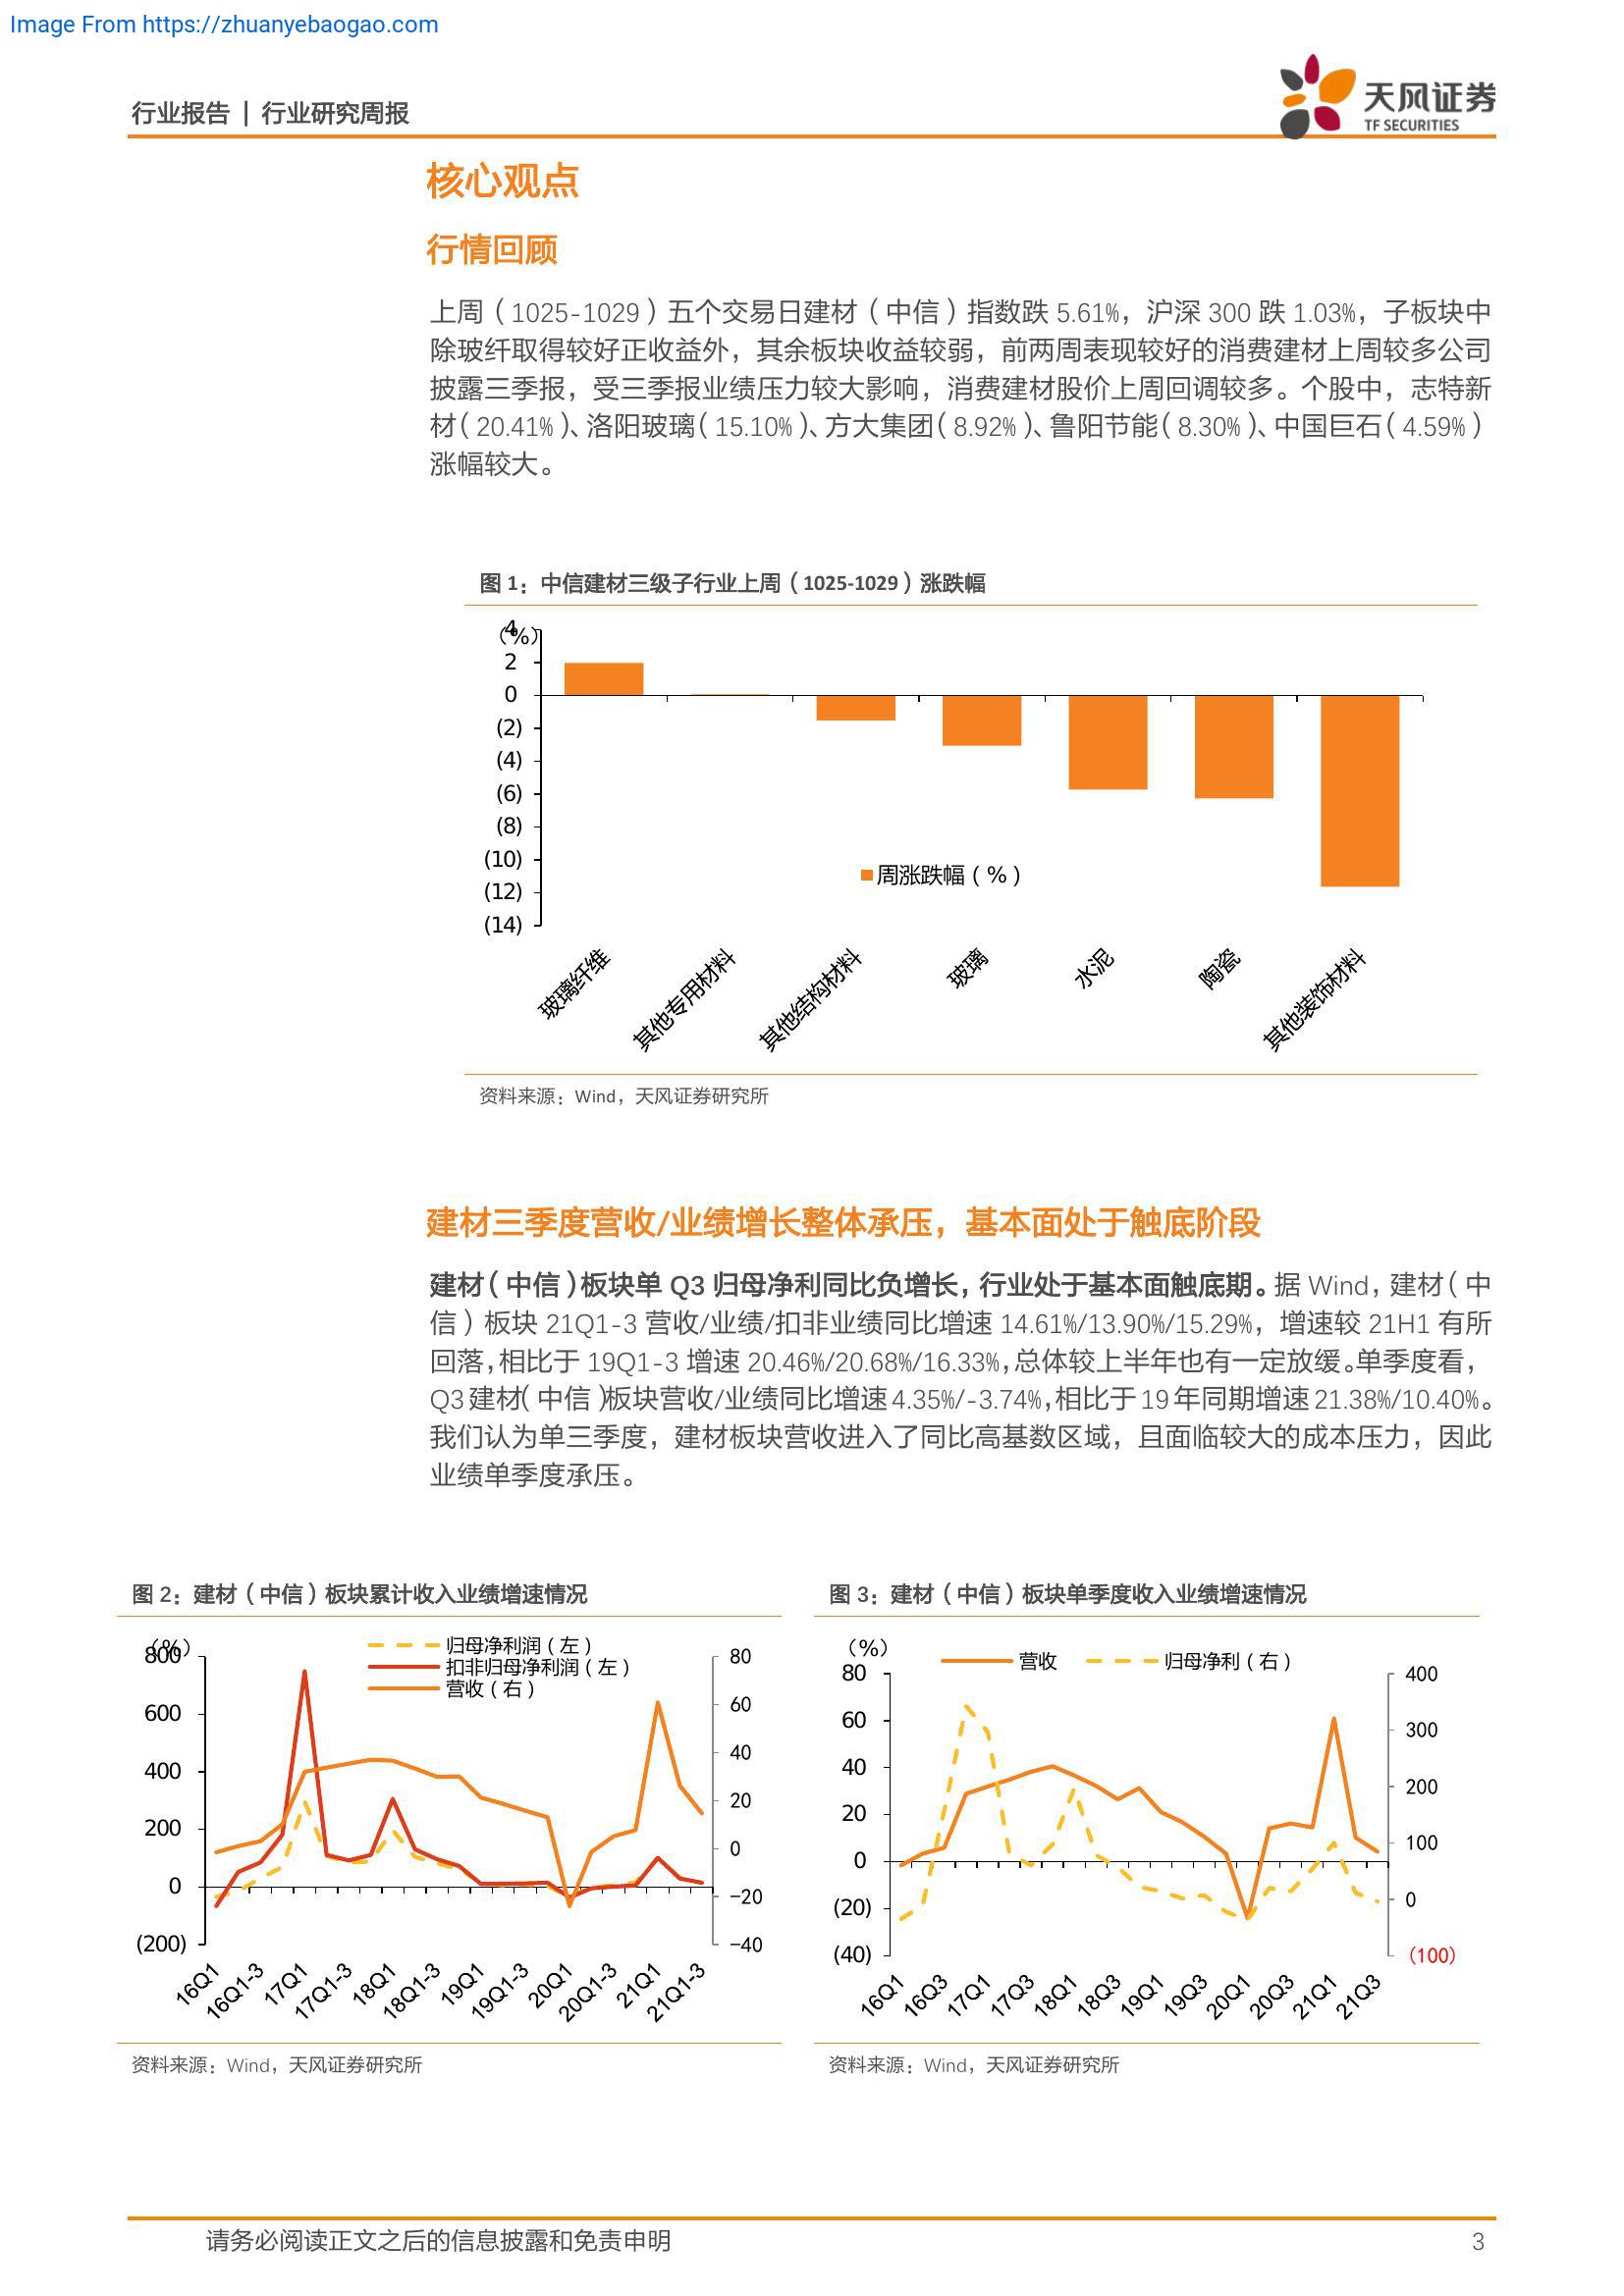 Image From https://zhuanyebaogao.com
行业报告 | 行业研究周报
天风证券
TF SECURITIES
核心观点
行情回顾
上周（1025-1029）五个交易日建材（中信）指数跌 5.61%，沪深 300 跌 1.03%，子板块中
除玻纤取得较好正收益外，其余板块收益较弱，前两周表现较好的消费建材上周较多公司
披露三季报，受三季报业绩压力较大影响，消费建材股价上周回调较多。个股中，志特新
材（20.41%）、洛阳玻璃（15.10%）、方大集团（8.92%）、鲁阳节能（8.30%）、中国巨石（4.59%）
涨幅较大。
图 1：中信建材三级子行业上周（1025-1029）涨跌幅
（%）
4
2
0
(2)
(4)
(6)
(8)
(10)
(12)
(14)
周涨跌幅（%）
玻璃纤维
其他专用材料
其他结构材料
玻璃
水泥
陶瓷
其他装饰材料
资料来源：Wind，天风证券研究所
建材三季度营收/业绩增长整体承压，基本面处于触底阶段
建材（中信）板块单 Q3 归母净利同比负增长，行业处于基本面触底期。据 Wind，建材（中
信）板块 21Q1-3 营收/业绩/扣非业绩同比增速 14.61%/13.90%/15.29%，增速较 21H1 有所
回落，相比于 19Q1-3 增速 20.46%/20.68%/16.33%，总体较上半年也有一定放缓。单季度看，
Q3 建材（中信）板块营收/业绩同比增速 4.35%/-3.74%，相比于 19 年同期增速 21.38%/10.40%。
我们认为单三季度，建材板块营收进入了同比高基数区域，且面临较大的成本压力，因此
业绩单季度承压。
图 2：建材（中信）板块累计收入业绩增速情况
（%）
归母净利润（左）
扣非归母净利润（左）
营收（右）
800
600
400
200
0
(200)
80
60
40
20
0
−20
−40
16Q1
16Q1-3
17Q1
17Q1-3
18Q1
18Q1-3
19Q1
19Q1-3
20Q1
20Q1-3
21Q1
21Q1-3
资料来源：Wind，天风证券研究所
图 3：建材（中信）板块单季度收入业绩增速情况
（%）
营收
归母净利（右）
80
60
40
20
0
(20)
(40)
400
300
200
100
0
(100)
16Q1
16Q3
17Q1
17Q3
18Q1
18Q3
19Q1
19Q3
20Q1
20Q3
21Q1
21Q3
资料来源：Wind，天风证券研究所
请务必阅读正文之后的信息披露和免责申明
3